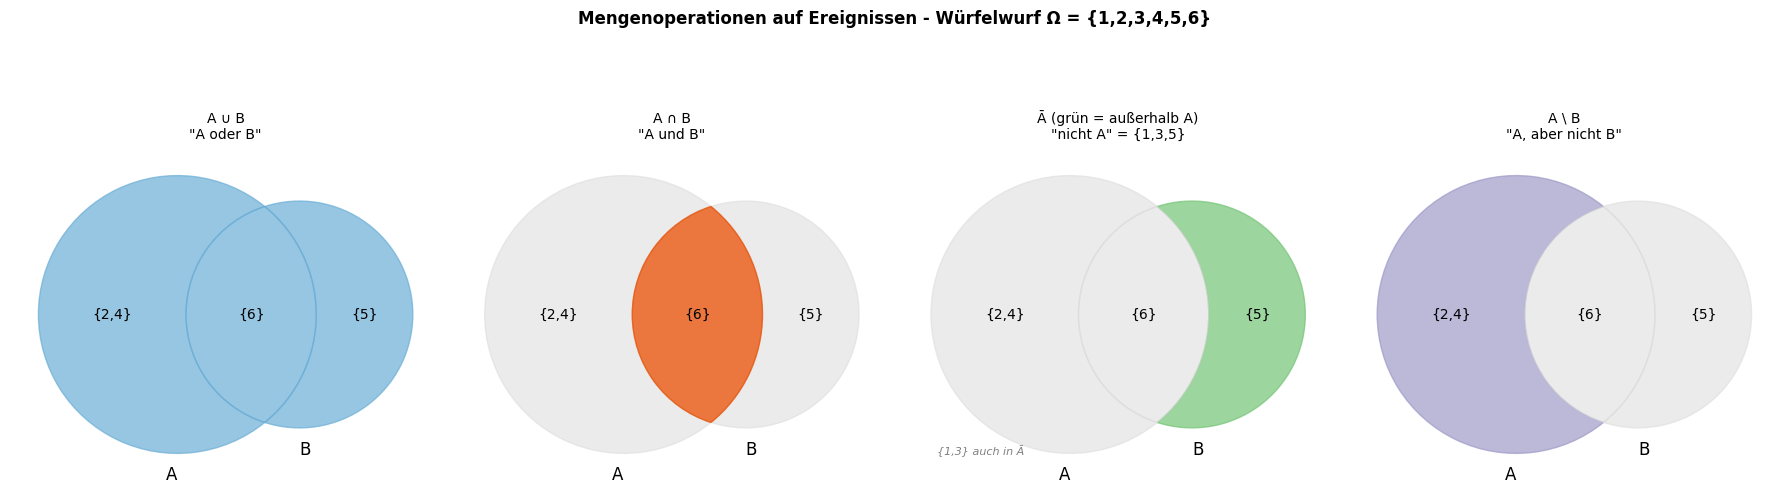 Mengenoperationen auf Ereignissen - Würfelwurf Ω = {1,2,3,4,5,6}
A ∪ B
"A oder B"
{2,4}
{6}
{5}
B
A
A ∩ B
"A und B"
{2,4}
{6}
{5}
B
A
Ā (grün = außerhalb A)
"nicht A" = {1,3,5}
{2,4}
{6}
{5}
{1,3} auch in Ā
B
A
A \ B
"A, aber nicht B"
{2,4}
{6}
{5}
B
A